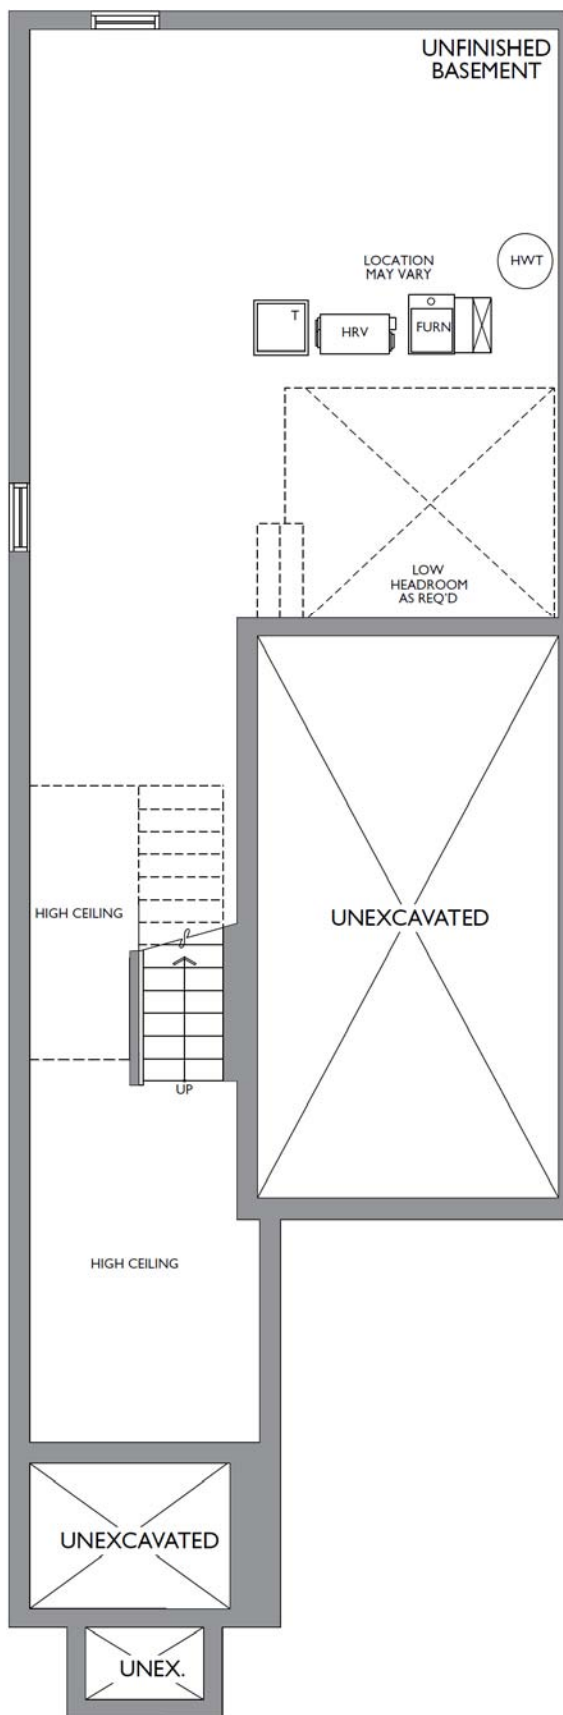 UNFINISHED
BASEMENT
LOCATION
MAY VARY
HWT
T
HRV
FURN
LOW
HEADROOM
AS REQ'D
HIGH CEILING
UNEXCAVATED
UP
HIGH CEILING
UNEXCAVATED
UNEX.